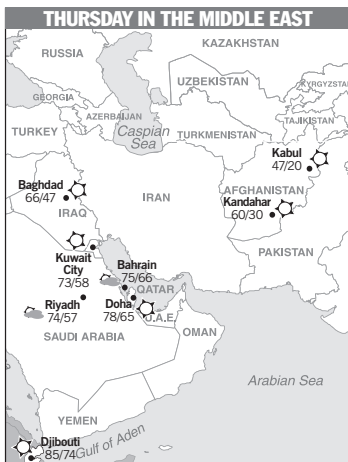 THURSDAY IN THE MIDDLE EAST
KAZAKHSTAN
RUSSIA
UZBEKISTAN
KYRGYZSTAN
GEORGIA
AZERBAIJAN
TAJIKISTAN
TURKEY
Caspian
Sea
TURKMENISTAN
Kabul
47/20
Baghdad
66/47
IRAQ
IRAN
AFGHANISTAN
Kandahar
60/30
PAKISTAN
Kuwait
City
73/58
Bahrain
75/66
QATAR
Riyadh
74/57
Doha
78/65
U.A.E.
SAUDI ARABIA
OMAN
Arabian Sea
YEMEN
Djibouti
85/74
Gulf of Aden